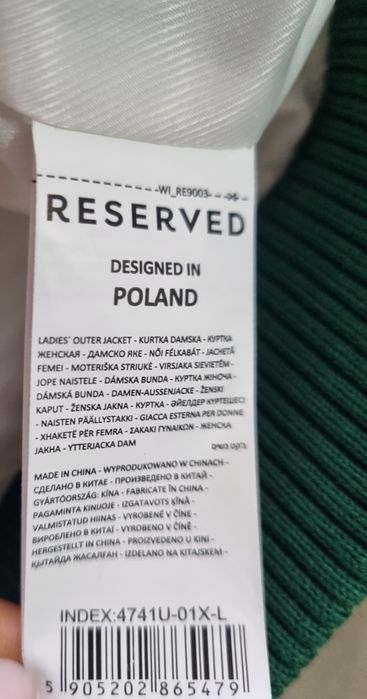 WI_RE9003
RESERVED
DESIGNED IN
POLAND
LADIES' OUTER JACKET - KURTKA DAMSKA - КУРТКА
ЖЕНСКАЯ - ДАМСКО ЯКЕ - NŐI FÉLKABÁT - JACHETĂ
FEMEI - MOTERIŠKA STRIUKĖ - VIRSJAKA SIEVIETĒM -
JOPE NAISTELE - DÁMSKA BUNDA - КУРТКА ЖІНОЧА -
DÁMSKÁ BUNDA - DAMEN-AUSSENJACKE - ŽENSKI
KAPUT - ŽENSKA JAKNA - КУРТКА - ӘЙЕЛДЕР КҮРТЕШЕСІ
- NAISTEN PÄÄLLYSTAKKI - GIACCA ESTERNA PER DONNE
- XHAKETË PËR FEMRA - ZAKAKI ΓYNAIKON - ЖЕНСКА
JAKHA - YTTERJACKA DAM
MADE IN CHINA - WYPRODUKOWANO W CHINACH -
СДЕЛАНО В КИТАЕ - ПРОИЗВЕДЕНО В КИТАЙ -
GYÁRTÓORSZÁG: KÍNA - FABRICATE ÎN CHINA -
PAGAMINTA KINIJOJE - IZGATAVOTS ĶĪNĀ -
VALMISTATUD HIINAS - VYROBENÉ V ČÍNE -
ВИРОБЛЕНО В КИТАЇ - VYROBENO V ČÍNĚ -
HERGESTELLT IN CHINA - PROIZVEDENO U KINI -
ҚЫТАЙДА ЖАСАЛҒАН - IZDELANO NA KITAJSKEM -
INDEX:4741U-01X-L
5 905202 865479